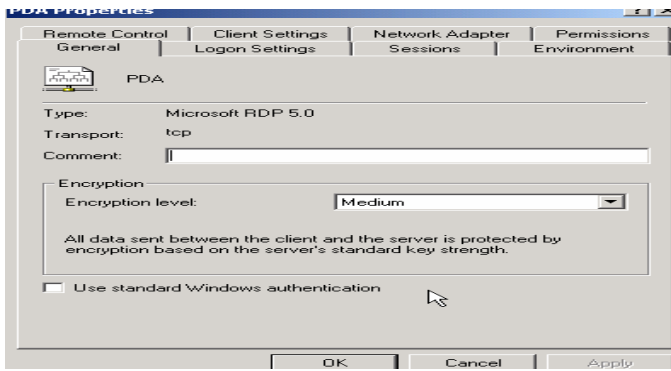 PDA Properties
Remote Control Client Settings Network Adapter Permissions
General Logon Settings Sessions Environment
PDA
Type: Microsoft RDP 5.0
Transport: tcp
Comment:
Encryption
Encryption level: Medium
All data sent between the client and the server is protected by
encryption based on the server's standard key strength.
Use standard Windows authentication
OK Cancel Apply